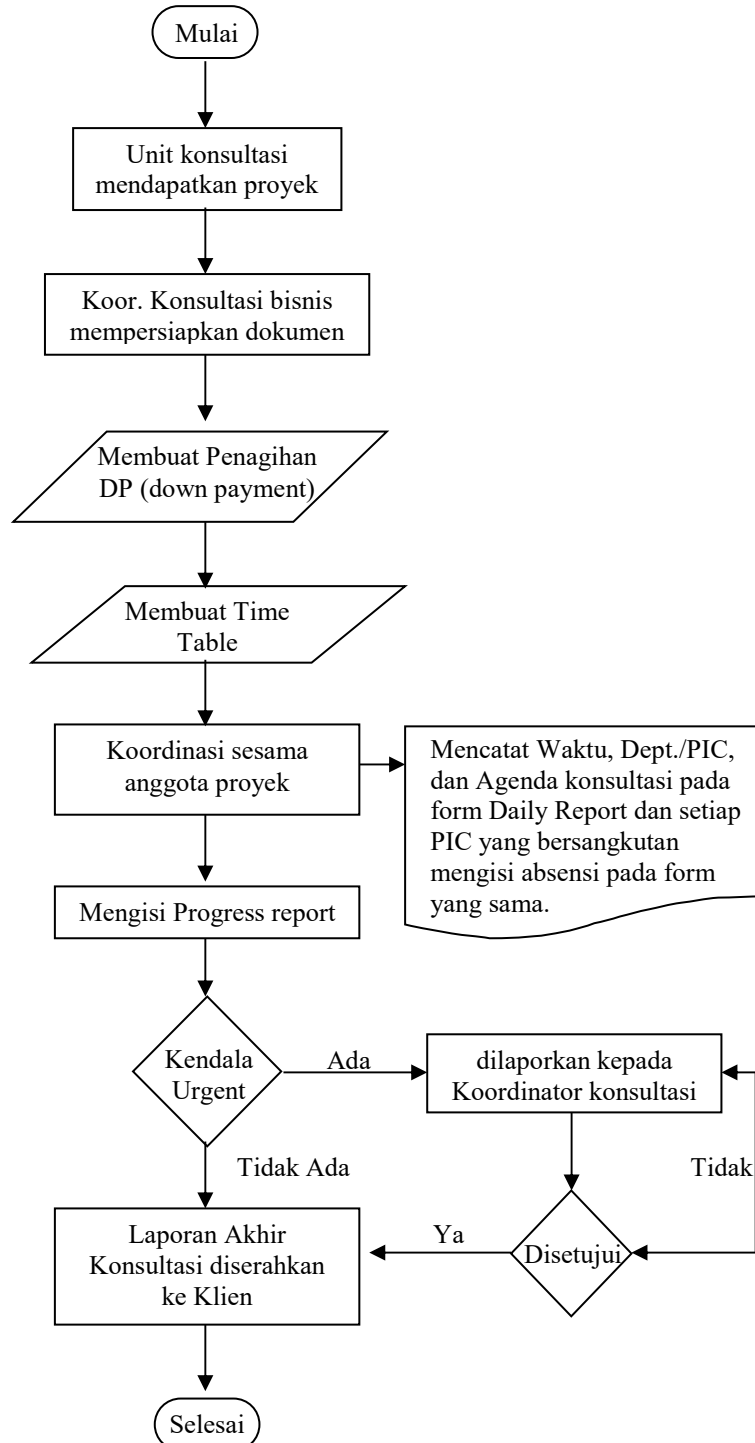 Mulai
Unit konsultasi
mendapatkan proyek
Koor. Konsultasi bisnis
mempersiapkan dokumen
Membuat Penagihan
DP (down payment)
Membuat Time
Table
Koordinasi sesama
anggota proyek
Mencatat Waktu, Dept./PIC,
dan Agenda konsultasi pada
form Daily Report dan setiap
PIC yang bersangkutan
mengisi absensi pada form
yang sama.
Mengisi Progress report
Kendala
Urgent
Ada
dilaporkan kepada
Koordinator konsultasi
Tidak Ada
Tidak
Laporan Akhir
Konsultasi diserahkan
ke Klien
Ya
Disetujui
Selesai